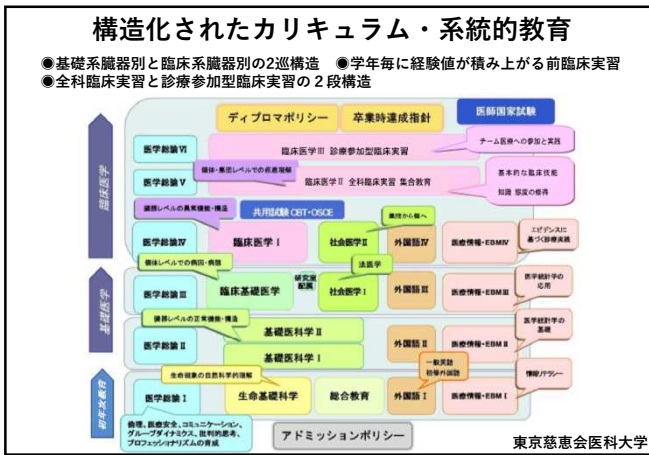 構造化されたカリキュラム・系統的教育
◉基礎系臓器別と臨床系臓器別の2巡構造　◉学年毎に経験値が積み上がる前臨床実習
◉全科臨床実習と診療参加型臨床実習の２段構造
ディプロマポリシー　卒業時達成指針　医師国家試験
臨床医学
医学総論Ⅵ　臨床医学Ⅲ 診療参加型臨床実習　チーム医療への参加と実践
個体・集団レベルでの疾患理解
医学総論Ⅴ　臨床医学Ⅱ 全科臨床実習 集合教育　基本的な臨床技能
知識 態度の修得
臓器レベルの異常機能・構造　共用試験 CBT・OSCE　集団から個へ
医学総論Ⅳ　臨床医学Ⅰ　社会医学Ⅱ　外国語Ⅳ　医療情報・EBMⅣ　エビデンスに
基づく診療実践
個体レベルでの病因・病態　法医学
基礎医学
医学総論Ⅲ　臨床基礎医学　研究室
配属　社会医学Ⅰ　外国語Ⅲ　医療情報・EBMⅢ　医学統計学の
応用
臓器レベルの正常機能・構造
医学総論Ⅱ　基礎医科学Ⅱ　外国語Ⅱ　医療情報・EBMⅡ　医学統計学の
基礎
基礎医科学Ⅰ
生命現象の自然科学的理解　一般英語
初修外国語　情報リテラシー
初年次教育
医学総論Ⅰ　生命基礎科学　総合教育　外国語Ⅰ　医療情報・EBMⅠ
倫理、医療安全、コミュニケーション、
グループダイナミクス、批判的思考、
プロフェッショナリズムの育成
アドミッションポリシー
東京慈恵会医科大学